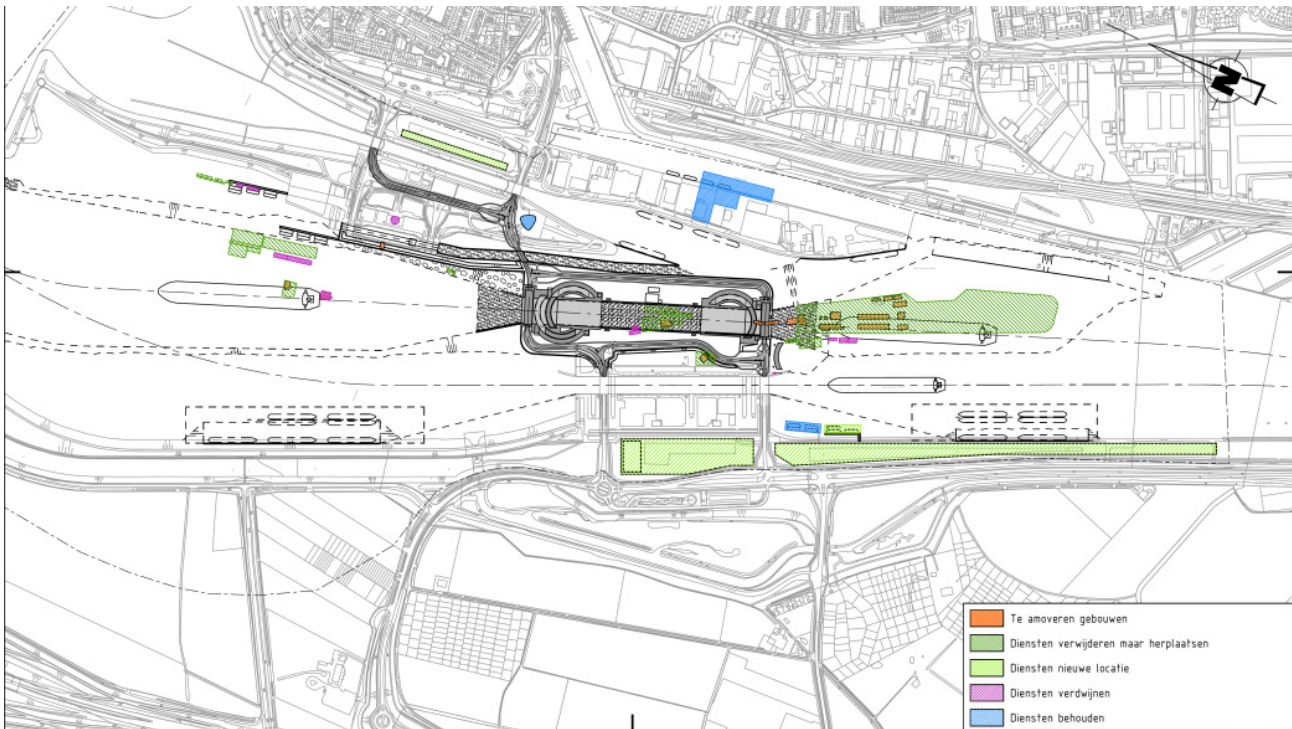 N
Te amoveren gebouwen
Diensten verwijderen maar herplaatsen
Diensten nieuwe locatie
Diensten verdwijnen
Diensten behouden